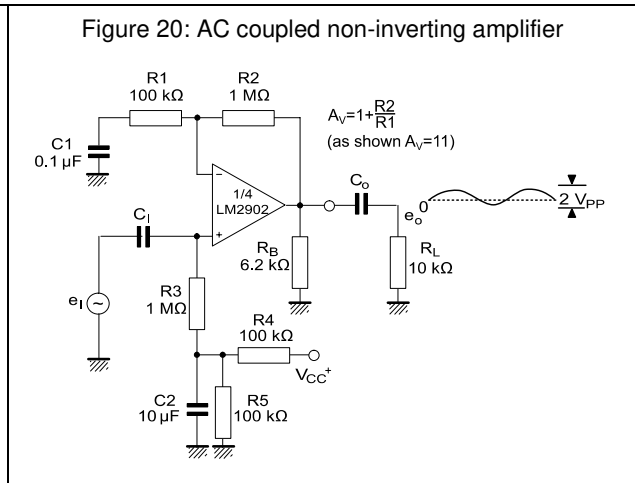 Figure 20: AC coupled non-inverting amplifier
R1
100 kΩ
R2
1 MΩ
A_V=1+R2/R1
(as shown A_V=11)
C1
0.1 µF
1/4
LM2902
−
+
C_I
C_o
e_o
0
2 V_PP
R_B
6.2 kΩ
R_L
10 kΩ
e_I
~
R3
1 MΩ
R4
100 kΩ
V_CC+
C2
10 µF
R5
100 kΩ